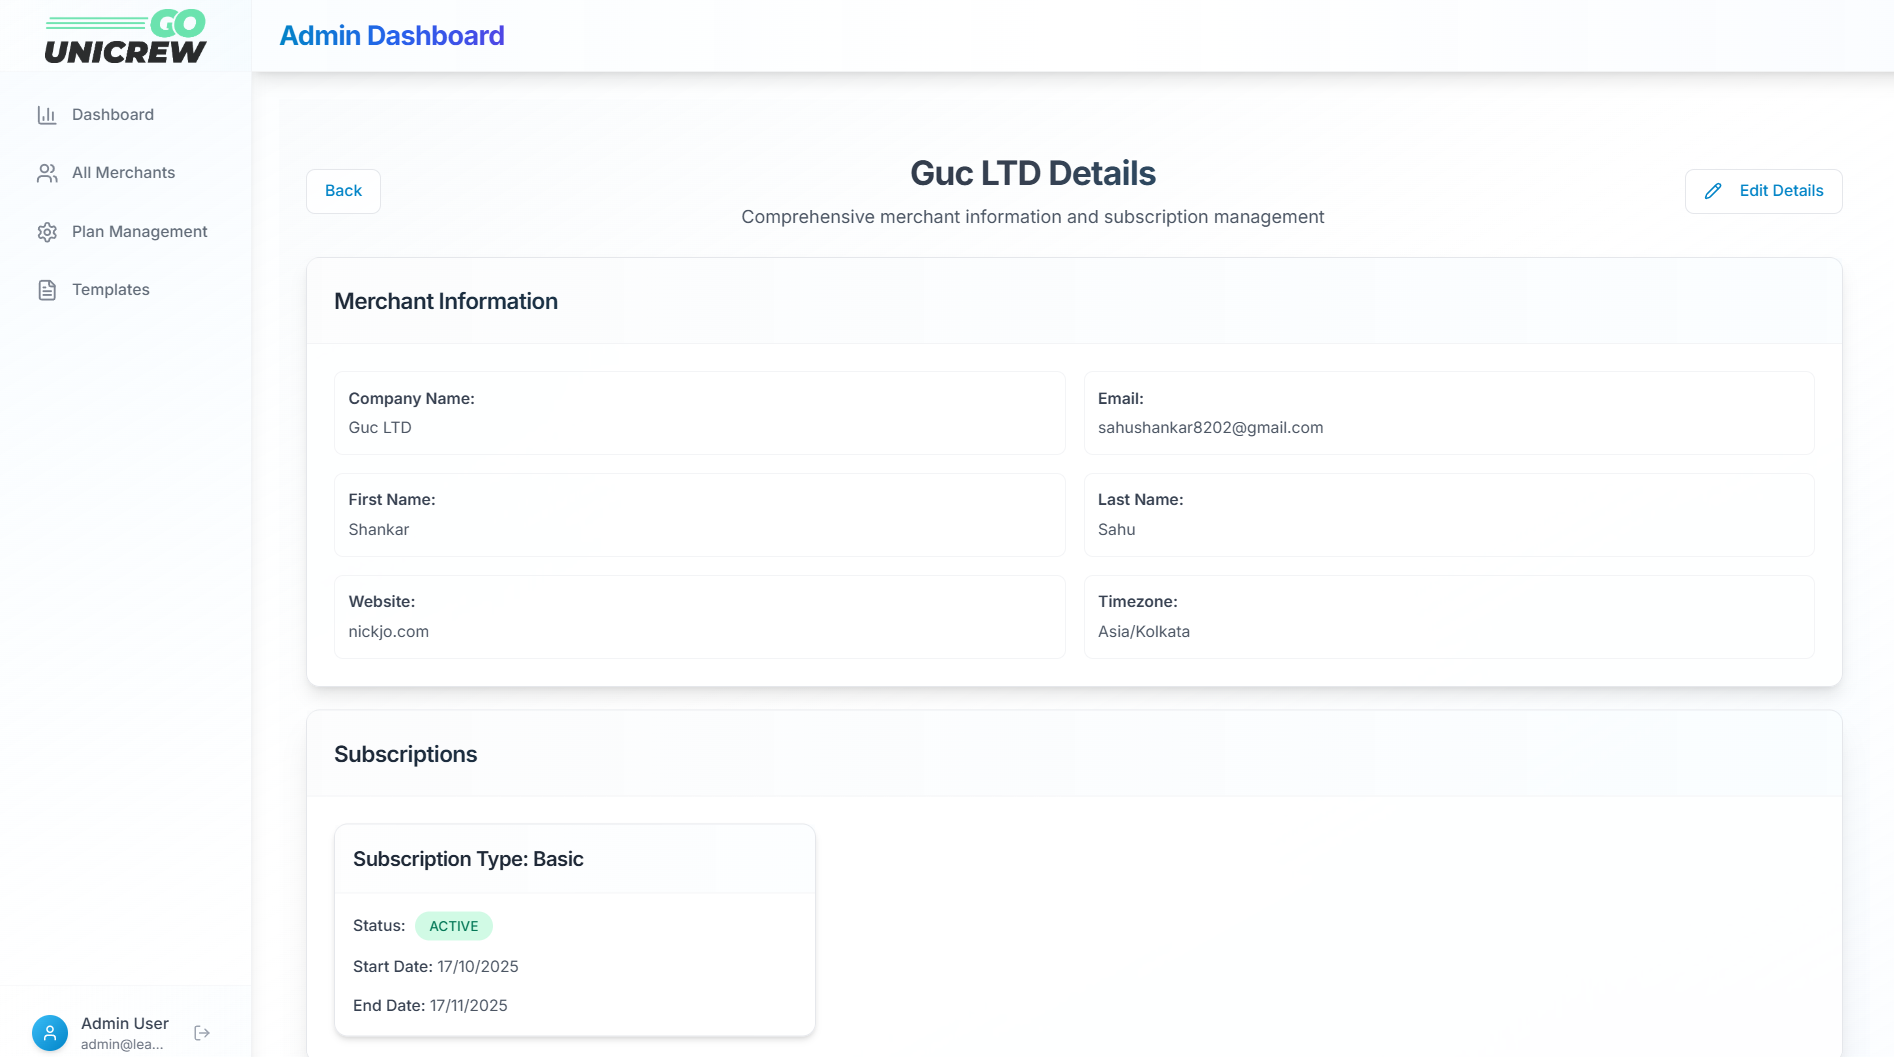 GO
UNICREW
Admin Dashboard
Dashboard
All Merchants
Plan Management
Templates
Back
Guc LTD Details
Comprehensive merchant information and subscription management
Edit Details
Merchant Information
Company Name:
Guc LTD
Email:
sahushankar8202@gmail.com
First Name:
Shankar
Last Name:
Sahu
Website:
nickjo.com
Timezone:
Asia/Kolkata
Subscriptions
Subscription Type: Basic
Status: ACTIVE
Start Date: 17/10/2025
End Date: 17/11/2025
Admin User
admin@lea...